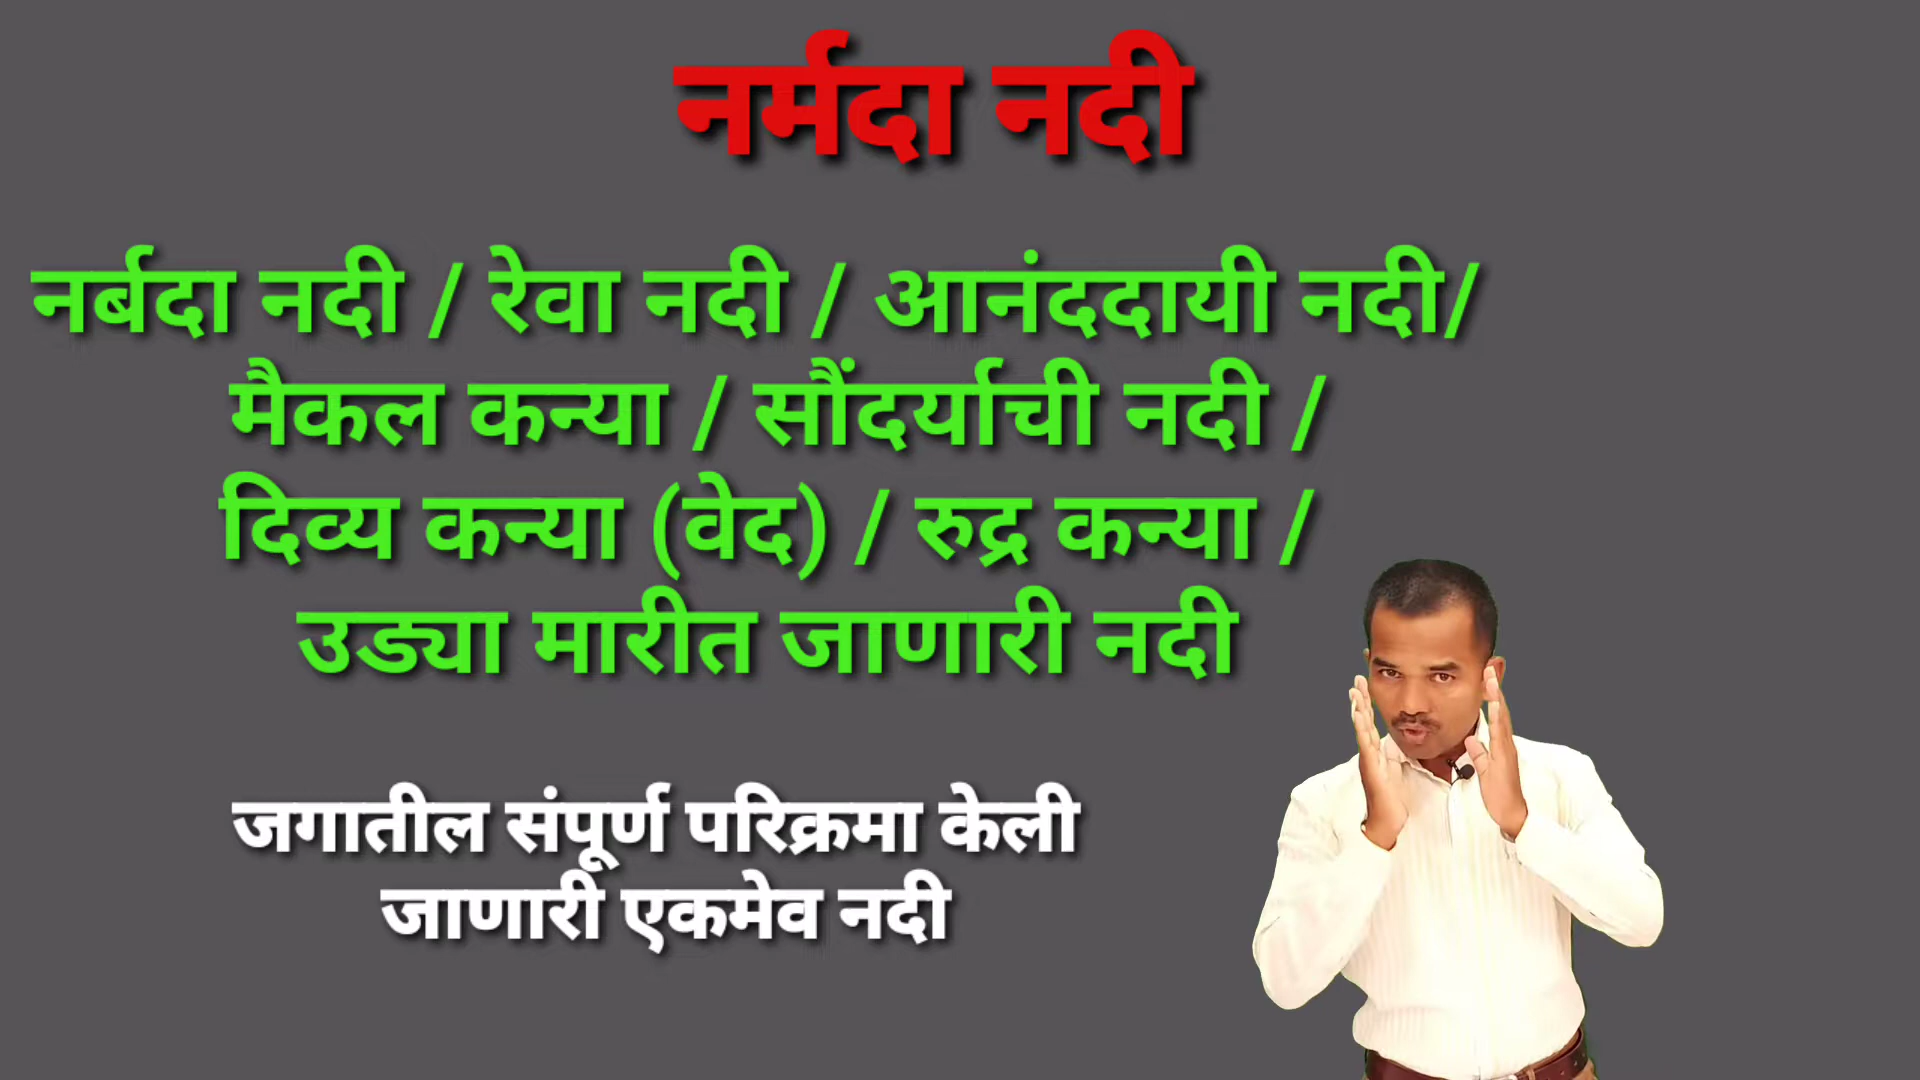 नर्मदा नदी
नर्बदा नदी / रेवा नदी / आनंददायी नदी/
मैकल कन्या / सौंदर्याची नदी /
दिव्य कन्या (वेद) / रुद्र कन्या /
उड्या मारीत जाणारी नदी
जगातील संपूर्ण परिक्रमा केली
जाणारी एकमेव नदी